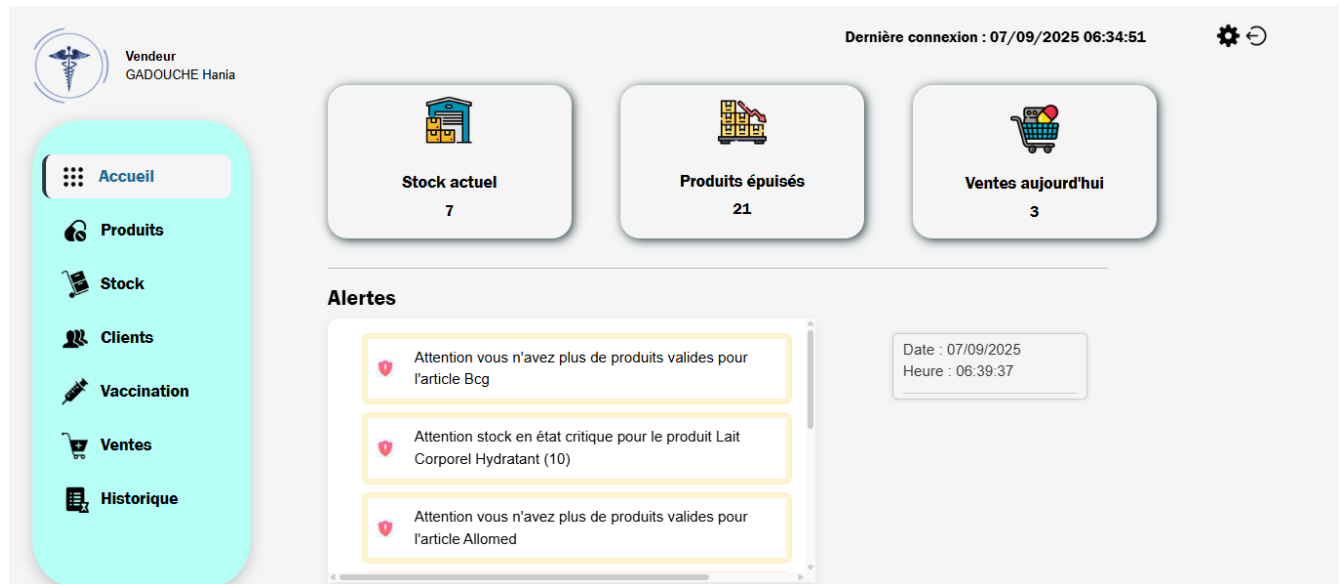 Vendeur
GADOUCHE Hania
Dernière connexion : 07/09/2025 06:34:51
Accueil
Produits
Stock
Clients
Vaccination
Ventes
Historique
Stock actuel
7
Produits épuisés
21
Ventes aujourd'hui
3
Alertes
Attention vous n'avez plus de produits valides pour
l'article Bcg
Attention stock en état critique pour le produit Lait
Corporel Hydratant (10)
Attention vous n'avez plus de produits valides pour
l'article Allomed
Date : 07/09/2025
Heure : 06:39:37